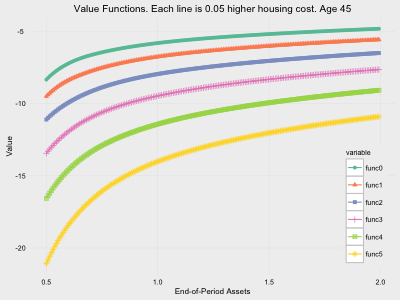 Value Functions. Each line is 0.05 higher housing cost. Age 45
-5
-10
-15
-20
Value
0.5
1.0
1.5
2.0
End-of-Period Assets
variable
func0
func1
func2
func3
func4
func5